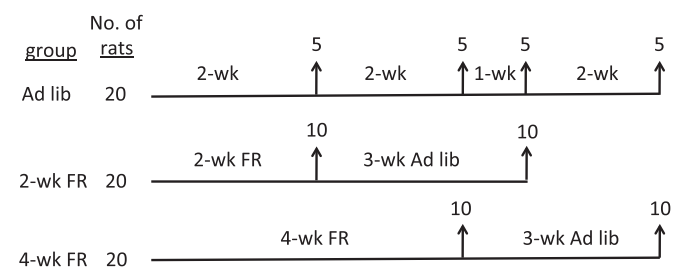 No. of
group rats
5 5 5 5
2-wk 2-wk 1-wk 2-wk
Ad lib 20
10 10
2-wk FR 3-wk Ad lib
2-wk FR 20
10 10
4-wk FR 3-wk Ad lib
4-wk FR 20